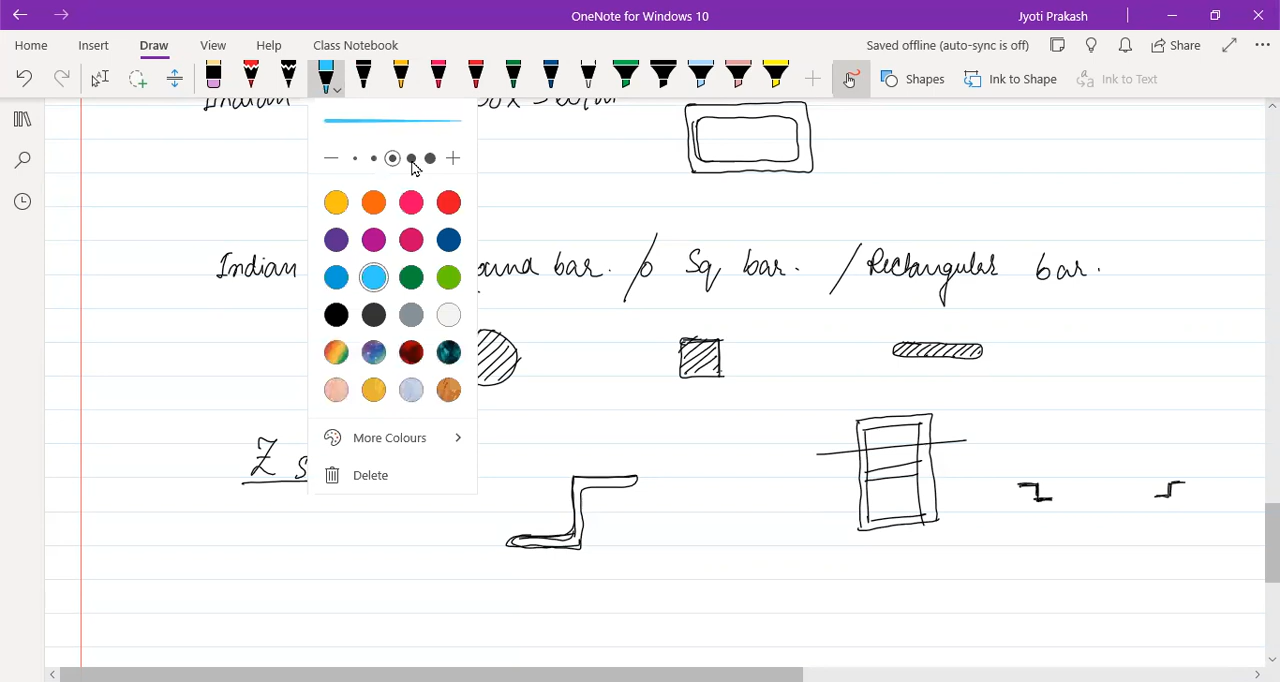 OneNote for Windows 10
Jyoti Prakash
Home Insert Draw View Help Class Notebook
Saved offline (auto-sync is off) Share
Shapes Ink to Shape Ink to Text
Indian
Indian bar. / Sq bar. / Rectangular bar.
Z s
More Colours
Delete